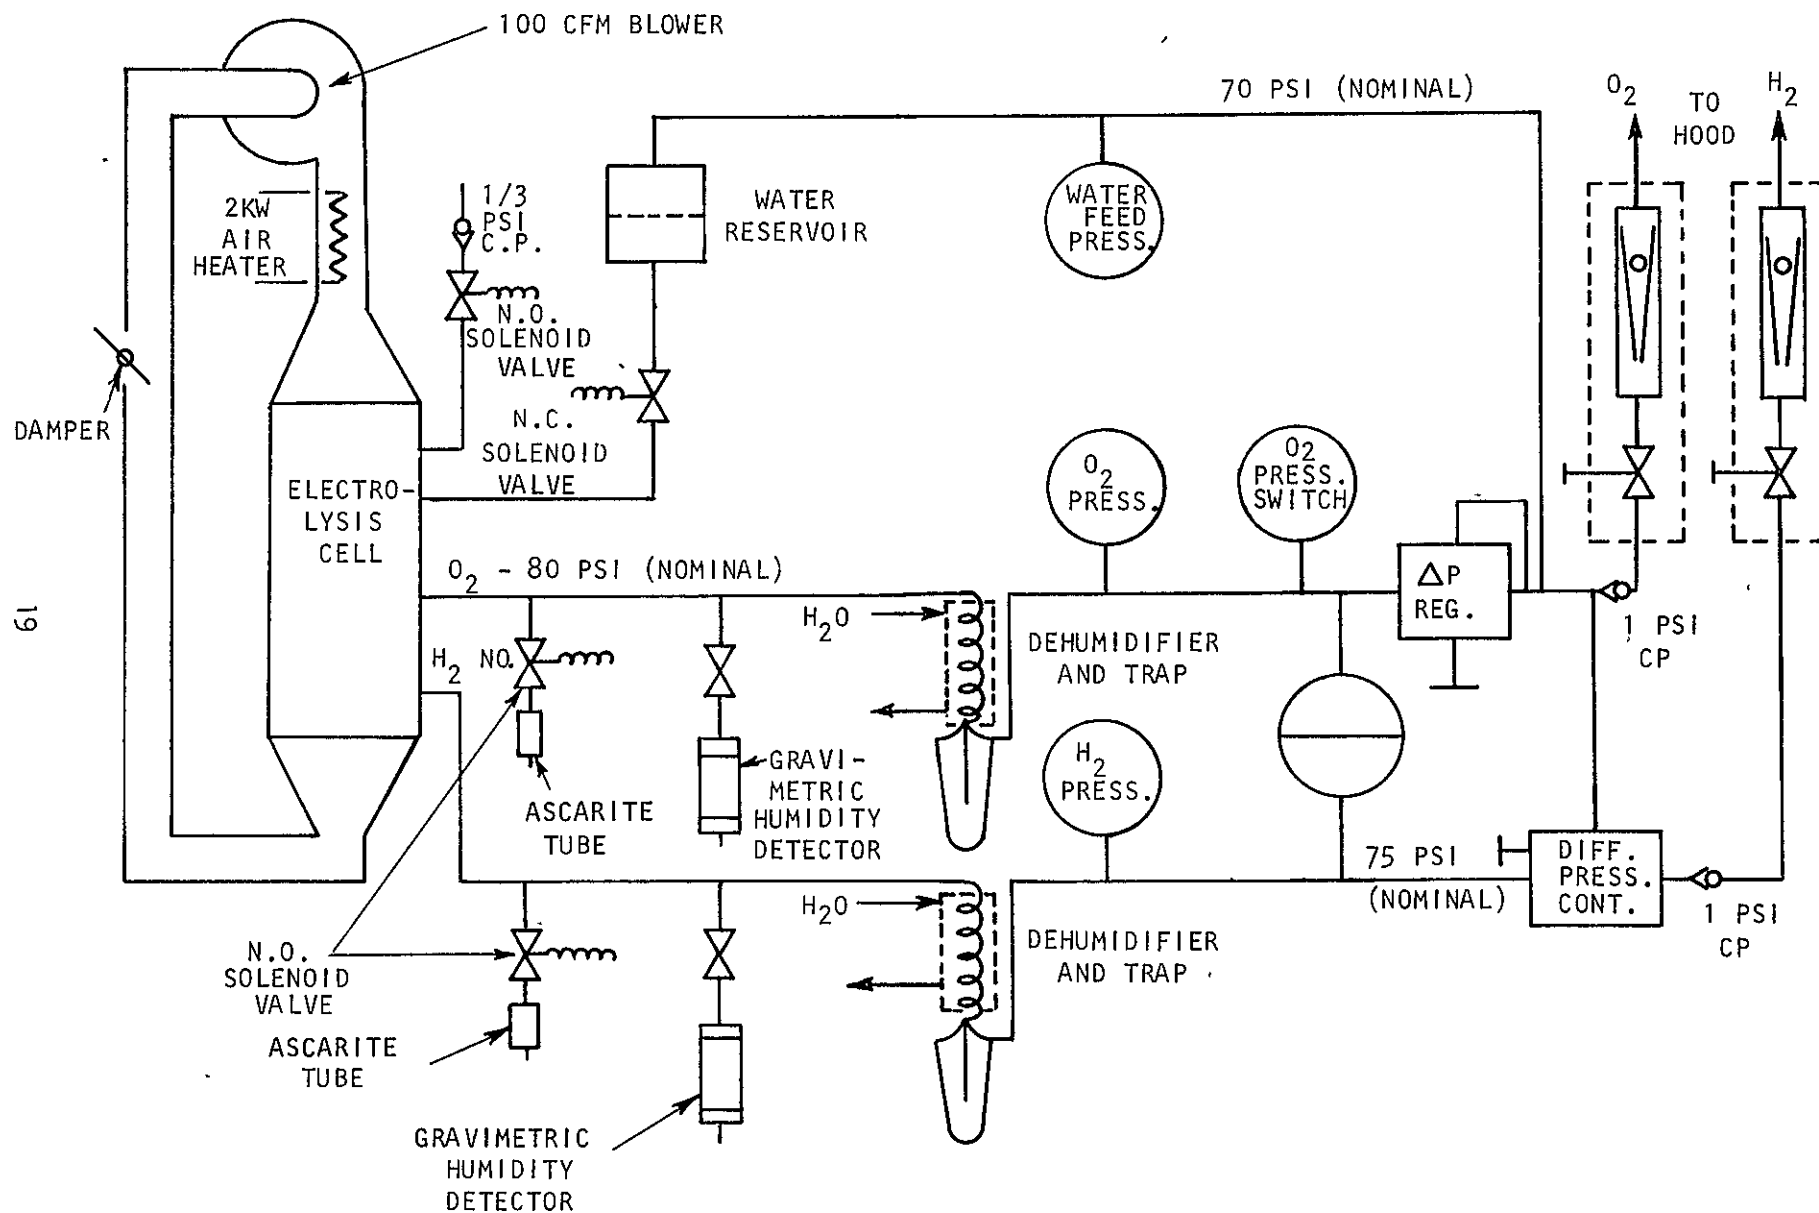 100 CFM BLOWER
70 PSI (NOMINAL)
O2
TO
HOOD
H2
2KW
AIR
HEATER
1/3
PSI
C.P.
WATER
RESERVOIR
WATER
FEED
PRESS.
N.O.
SOLENOID
VALVE
DAMPER
N.C.
SOLENOID
VALVE
ELECTRO-
LYSIS
CELL
O2
PRESS.
O2
PRESS.
SWITCH
O2 - 80 PSI (NOMINAL)
ΔP
REG.
1 PSI
CP
19
H2O
DEHUMIDIFIER
AND TRAP
H2
NO.
ASCARITE
TUBE
GRAVI-
METRIC
HUMIDITY
DETECTOR
H2
PRESS.
75 PSI
(NOMINAL)
DIFF.
PRESS.
CONT.
1 PSI
CP
H2O
DEHUMIDIFIER
AND TRAP
N.O.
SOLENOID
VALVE
ASCARITE
TUBE
GRAVIMETRIC
HUMIDITY
DETECTOR